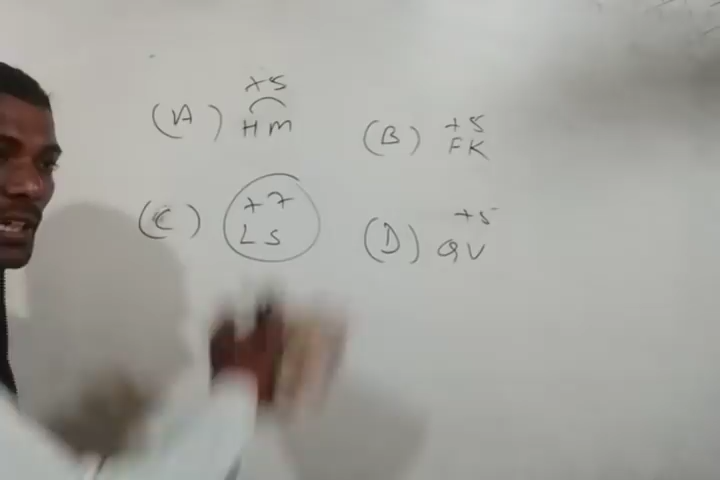 +5
(A) HM
+5
(B) FK
+7
(C) LS
+5
(D) QV